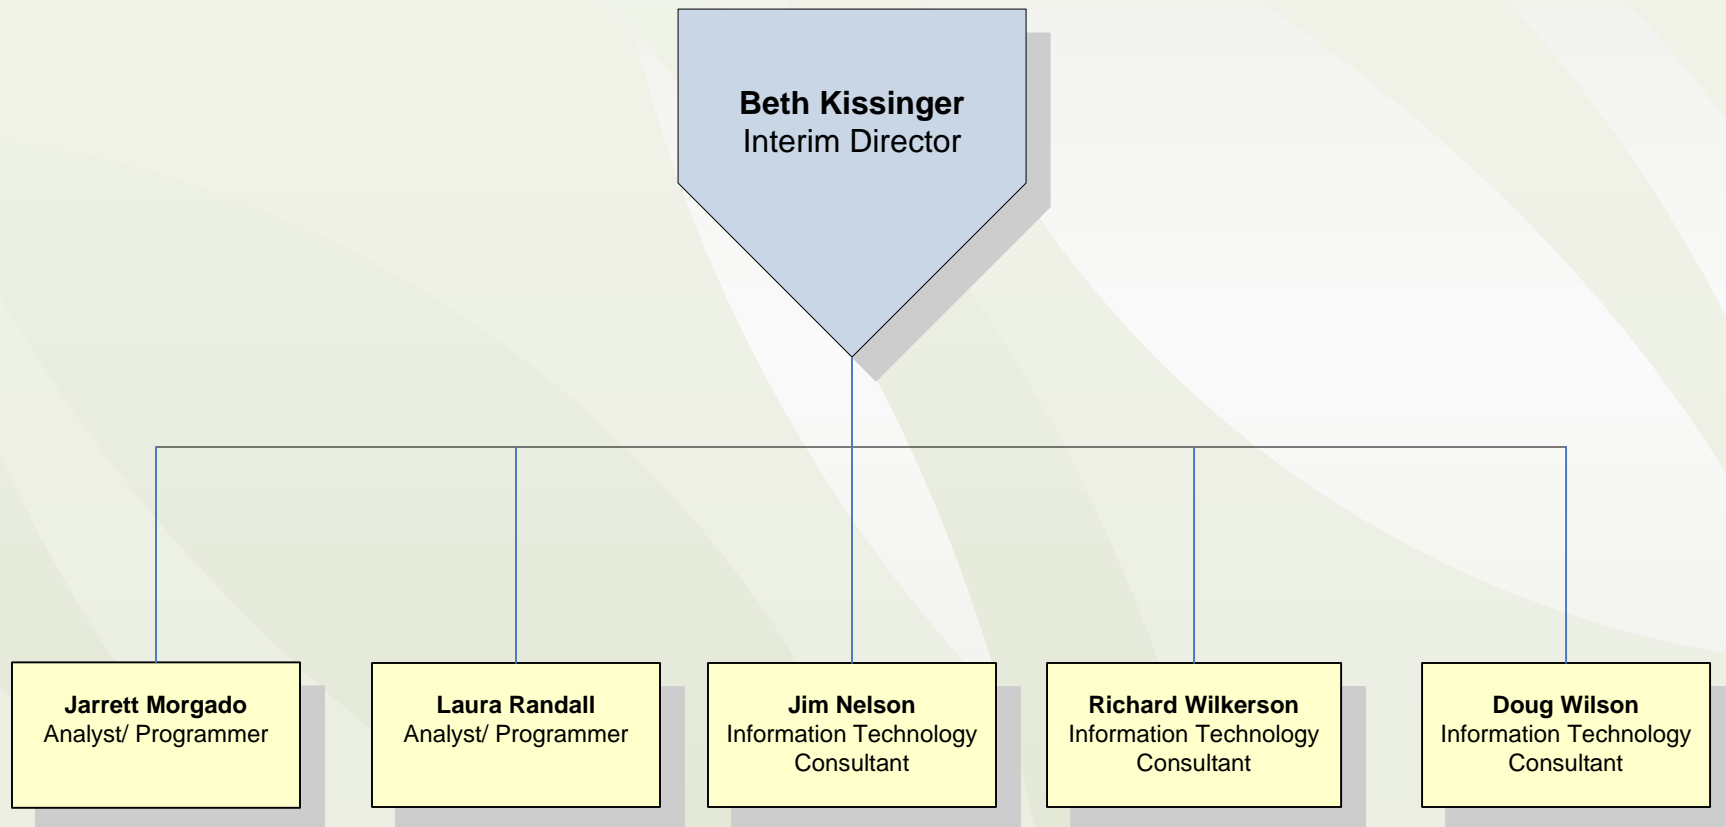 Beth Kissinger
Interim Director
Jarrett Morgado
Analyst/ Programmer
Laura Randall
Analyst/ Programmer
Jim Nelson
Information Technology
Consultant
Richard Wilkerson
Information Technology
Consultant
Doug Wilson
Information Technology
Consultant